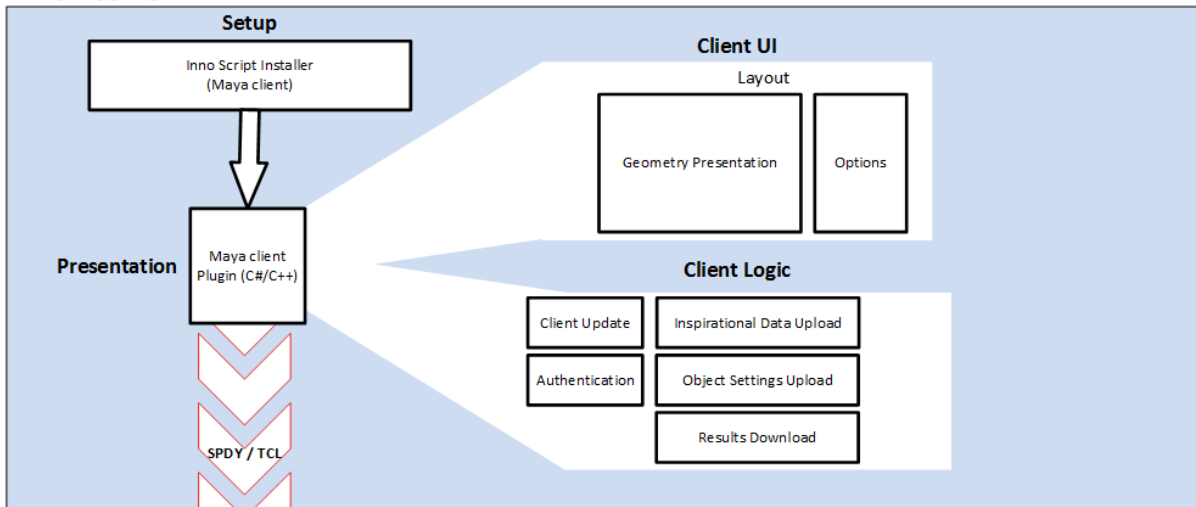 Setup
Inno Script Installer
(Maya client)
Client UI
Layout
Geometry Presentation
Options
Presentation
Maya client
Plugin (C#/C++)
Client Logic
Client Update
Inspirational Data Upload
Authentication
Object Settings Upload
Results Download
SPDY / TCL